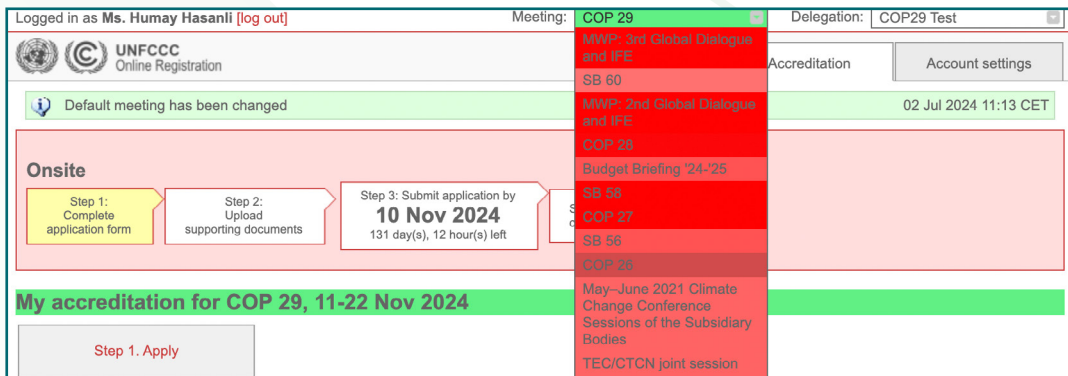 Logged in as Ms. Humay Hasanli [log out]
Meeting:
COP 29
Delegation:
COP29 Test
UNFCCC
Online Registration
Accreditation
Account settings
Default meeting has been changed
02 Jul 2024 11:13 CET
MWP: 3rd Global Dialogue
and IFE
SB 60
MWP: 2nd Global Dialogue
and IFE
COP 28
Budget Briefing '24-'25
SB 58
COP 27
SB 56
COP 26
May–June 2021 Climate
Change Conference
Sessions of the Subsidiary
Bodies
TEC/CTCN joint session
Onsite
Step 1:
Complete
application form
Step 2:
Upload
supporting documents
Step 3: Submit application by
10 Nov 2024
131 day(s), 12 hour(s) left
My accreditation for COP 29, 11-22 Nov 2024
Step 1. Apply